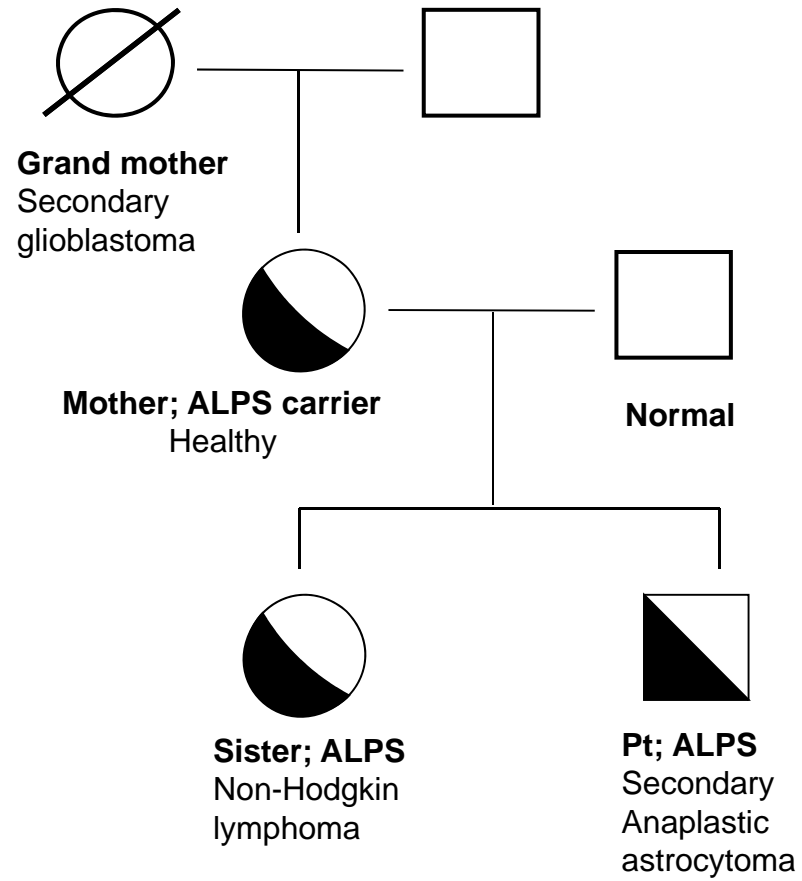 Grand mother
Secondary
glioblastoma
Mother; ALPS carrier
Healthy
Normal
Sister; ALPS
Non-Hodgkin
lymphoma
Pt; ALPS
Secondary
Anaplastic
astrocytoma